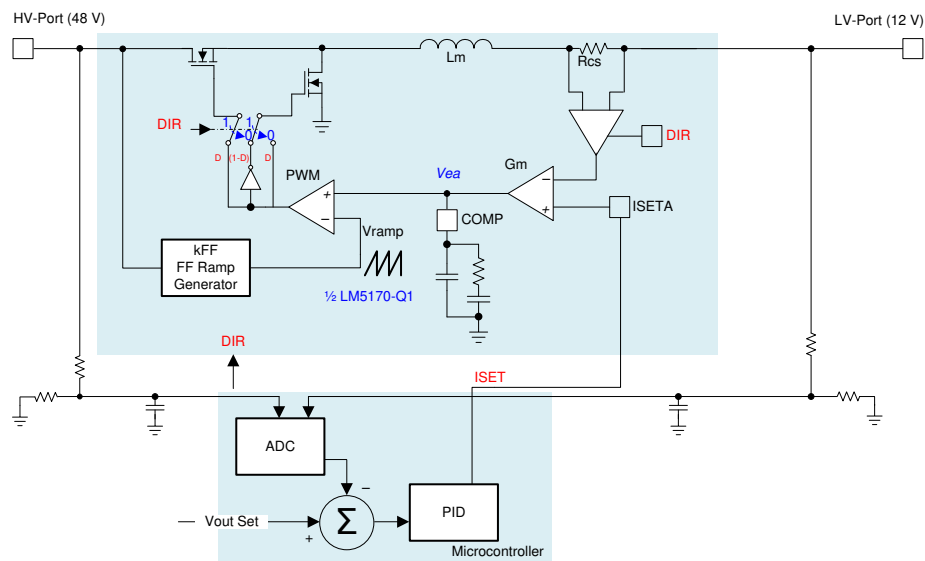 HV-Port (48 V)
LV-Port (12 V)
Lm
Rcs
DIR
1
1
0
0
D
(1-D)
D
DIR
PWM
Vea
Gm
+
−
−
+
ISETA
COMP
Vramp
kFF
FF Ramp
Generator
½ LM5170-Q1
DIR
ISET
ADC
−
Vout Set
+
Σ
PID
Microcontroller